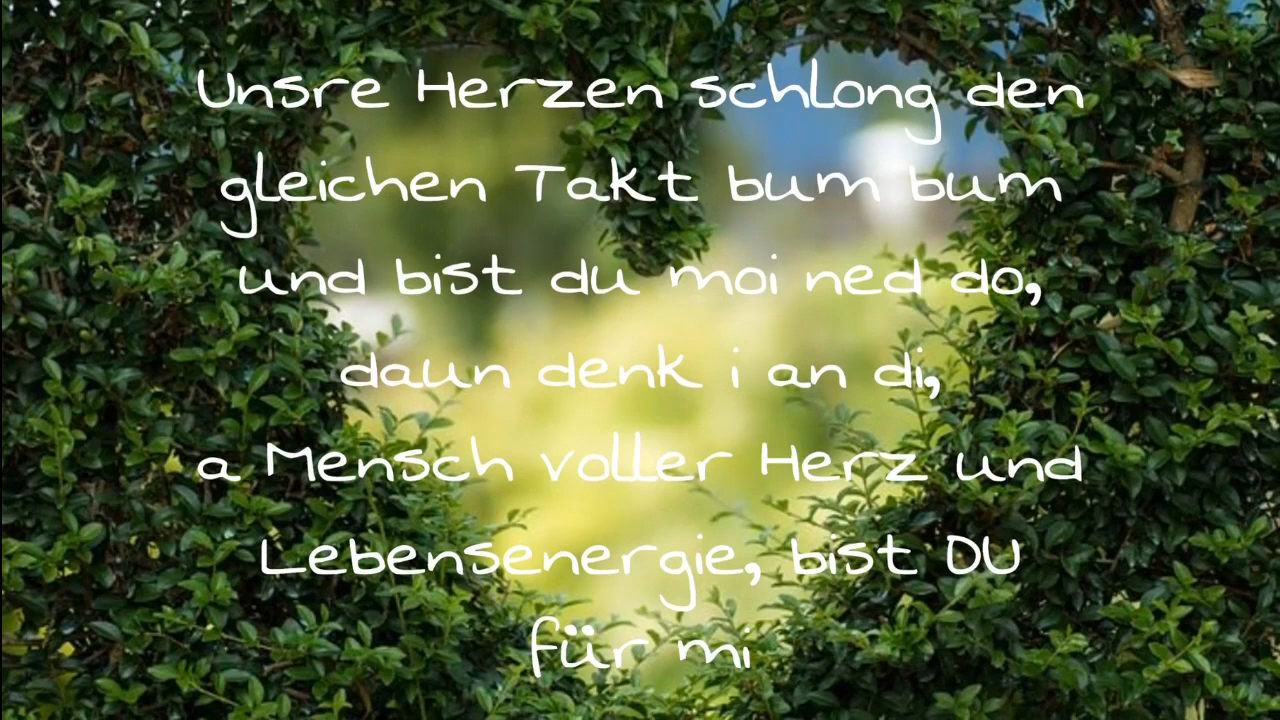 Unsre Herzen schlong den
gleichen Takt bum bum
und bist du moi ned do,
daun denk i an di,
a Mensch voller Herz und
Lebensenergie, bist DU
für mi